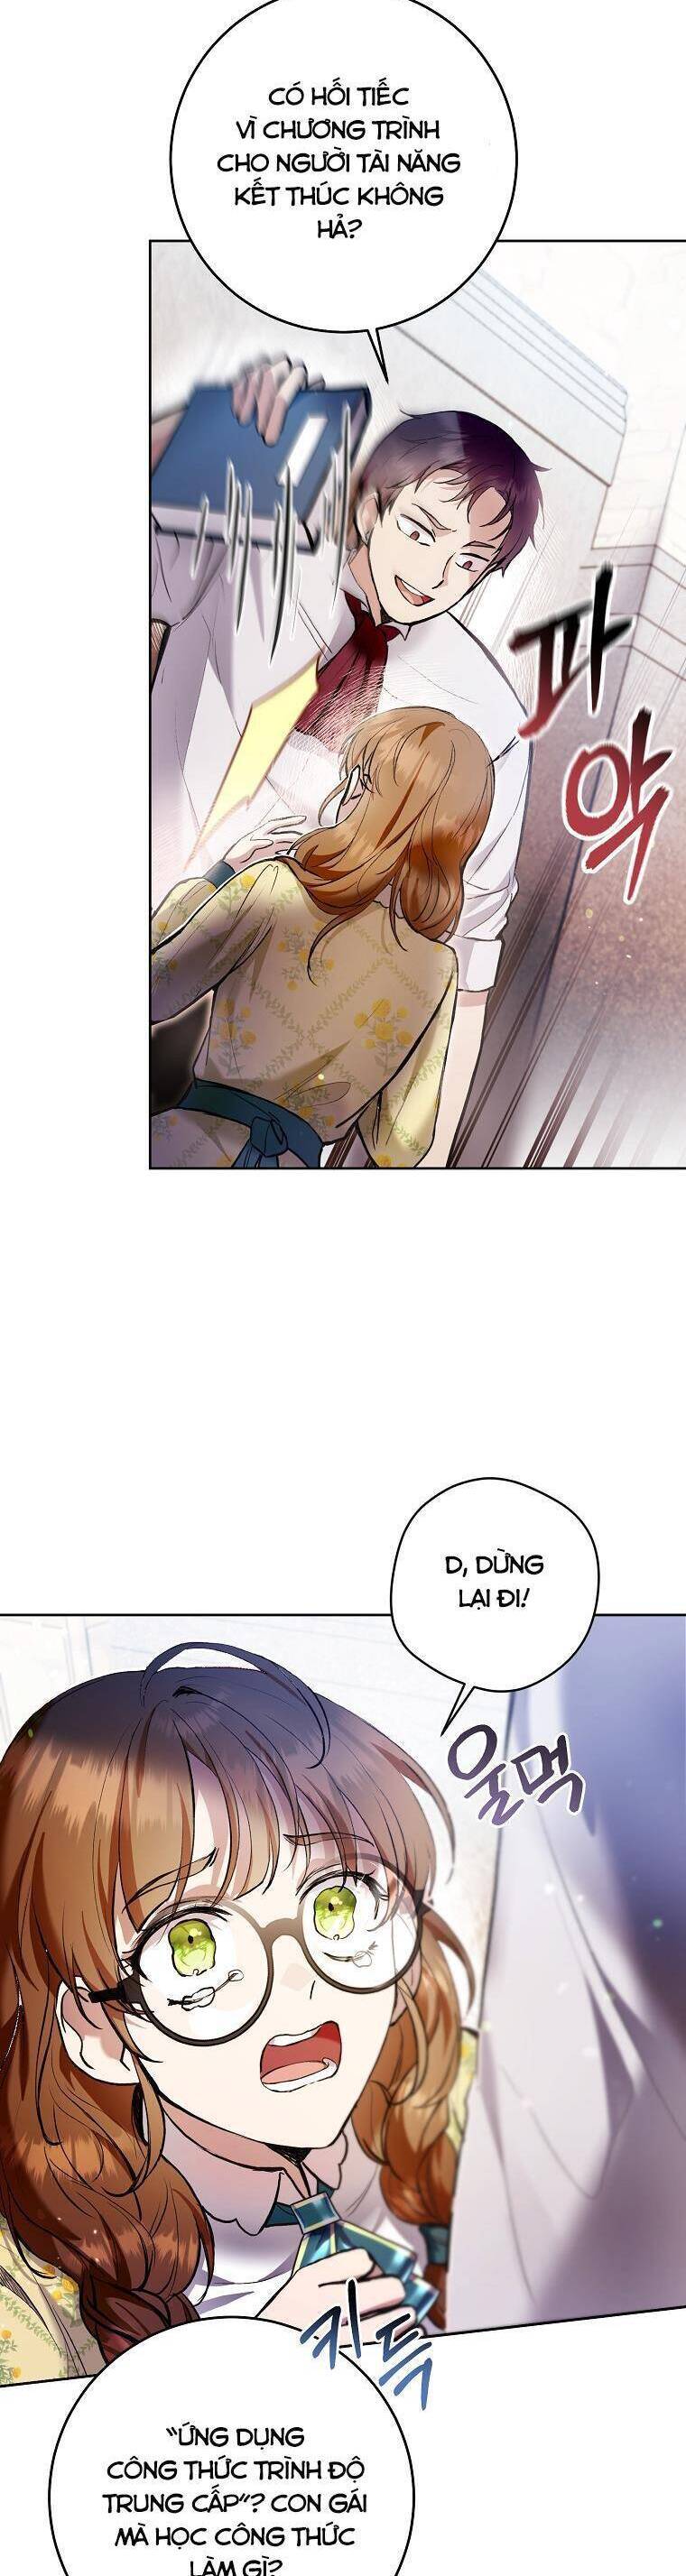 CÓ HỐI TIẾC
VÌ CHƯƠNG TRÌNH
CHO NGƯỜI TÀI NĂNG
KẾT THÚC KHÔNG
HẢ?
파
악
D, DỪNG
LẠI ĐI!
울먹
키득
"ỨNG DỤNG
CÔNG THỨC TRÌNH ĐỘ
TRUNG CẤP"? CON GÁI
MÀ HỌC CÔNG THỨC
LÀM GÌ?